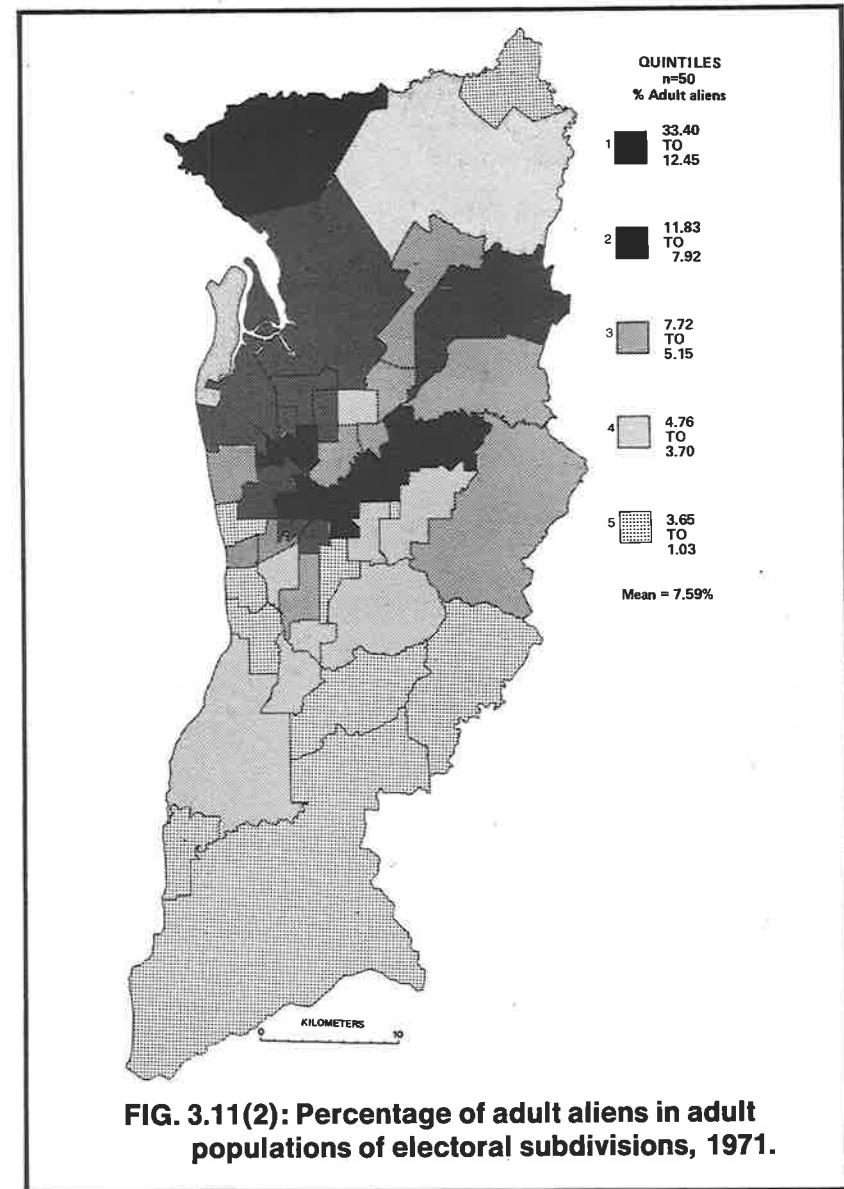 QUINTILES
n=50
% Adult aliens
1
33.40
TO
12.45
2
11.83
TO
7.92
3
7.72
TO
5.15
4
4.76
TO
3.70
5
3.65
TO
1.03
Mean = 7.59%
KILOMETERS
0 10
FIG. 3.11(2): Percentage of adult aliens in adult
populations of electoral subdivisions, 1971.